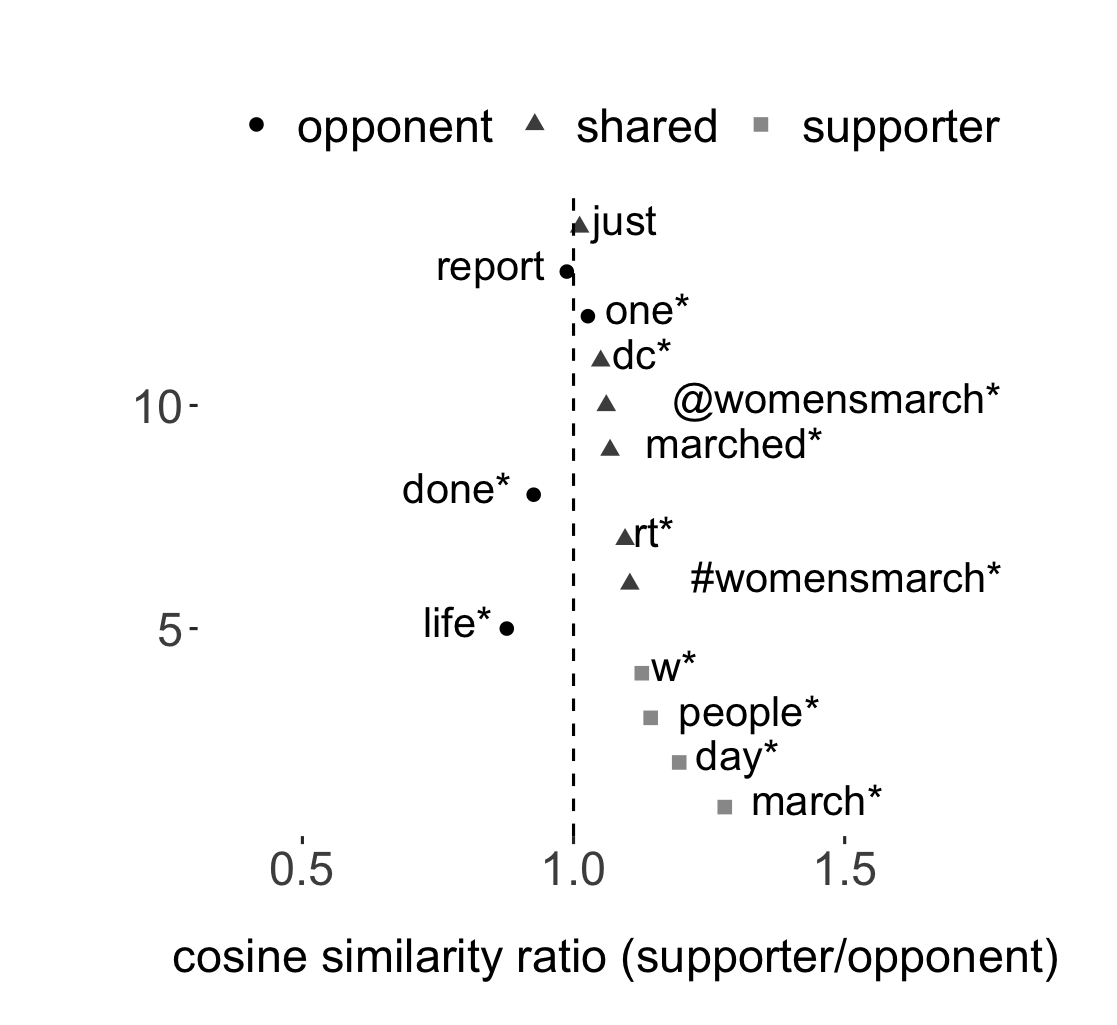 opponent shared supporter
just
report
one*
dc*
10 @womensmarch*
marched*
done*
rt*
#womensmarch*
5 life*
w*
people*
day*
march*
0.5 1.0 1.5
cosine similarity ratio (supporter/opponent)